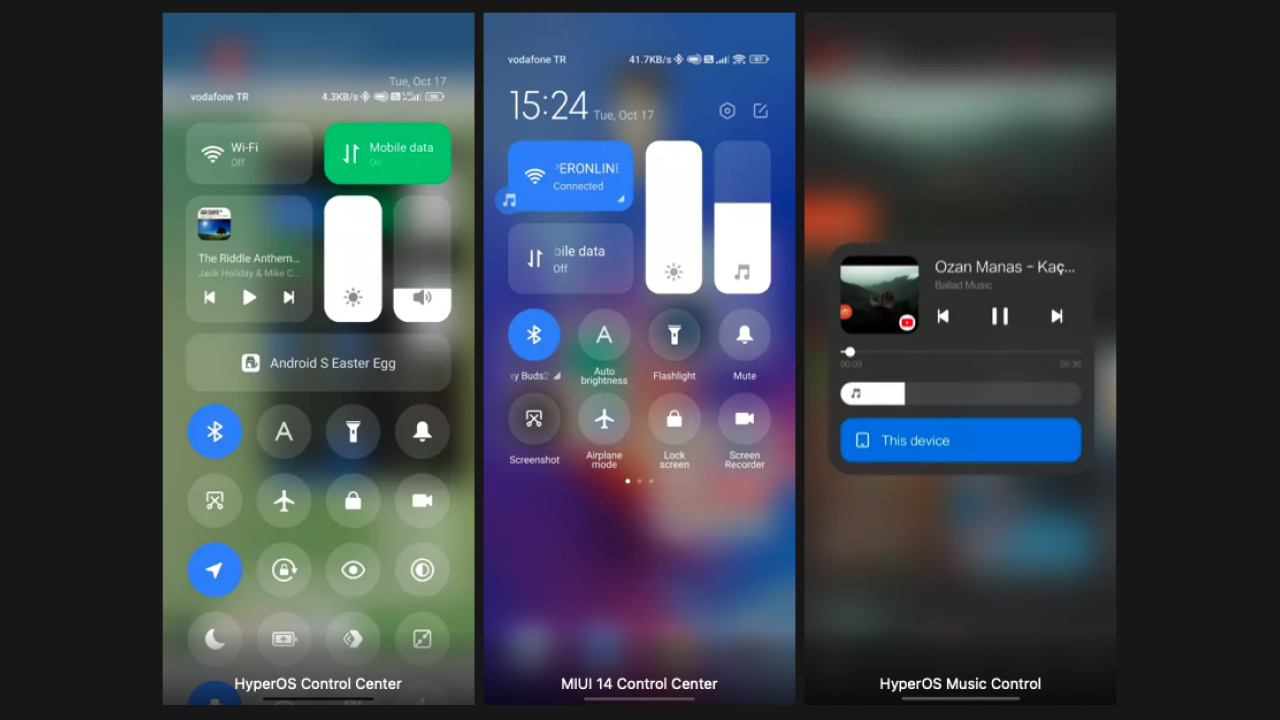 Tue, Oct 17
vodafone TR
4.3KB/s
Wi-Fi
Off
Mobile data
On
The Riddle Anthem...
Jack Holiday & Mike C...
Android S Easter Egg
HyperOS Control Center
vodafone TR
41.7KB/s
15:24
Tue, Oct 17
ERONLINE
Connected
bile data
Off
y Buds2
Auto
brightness
Flashlight
Mute
Screenshot
Airplane
mode
Lock
screen
Screen
Recorder
MIUI 14 Control Center
Ozan Manas - Kaç...
Ballad Music
00:09
05:36
This device
HyperOS Music Control